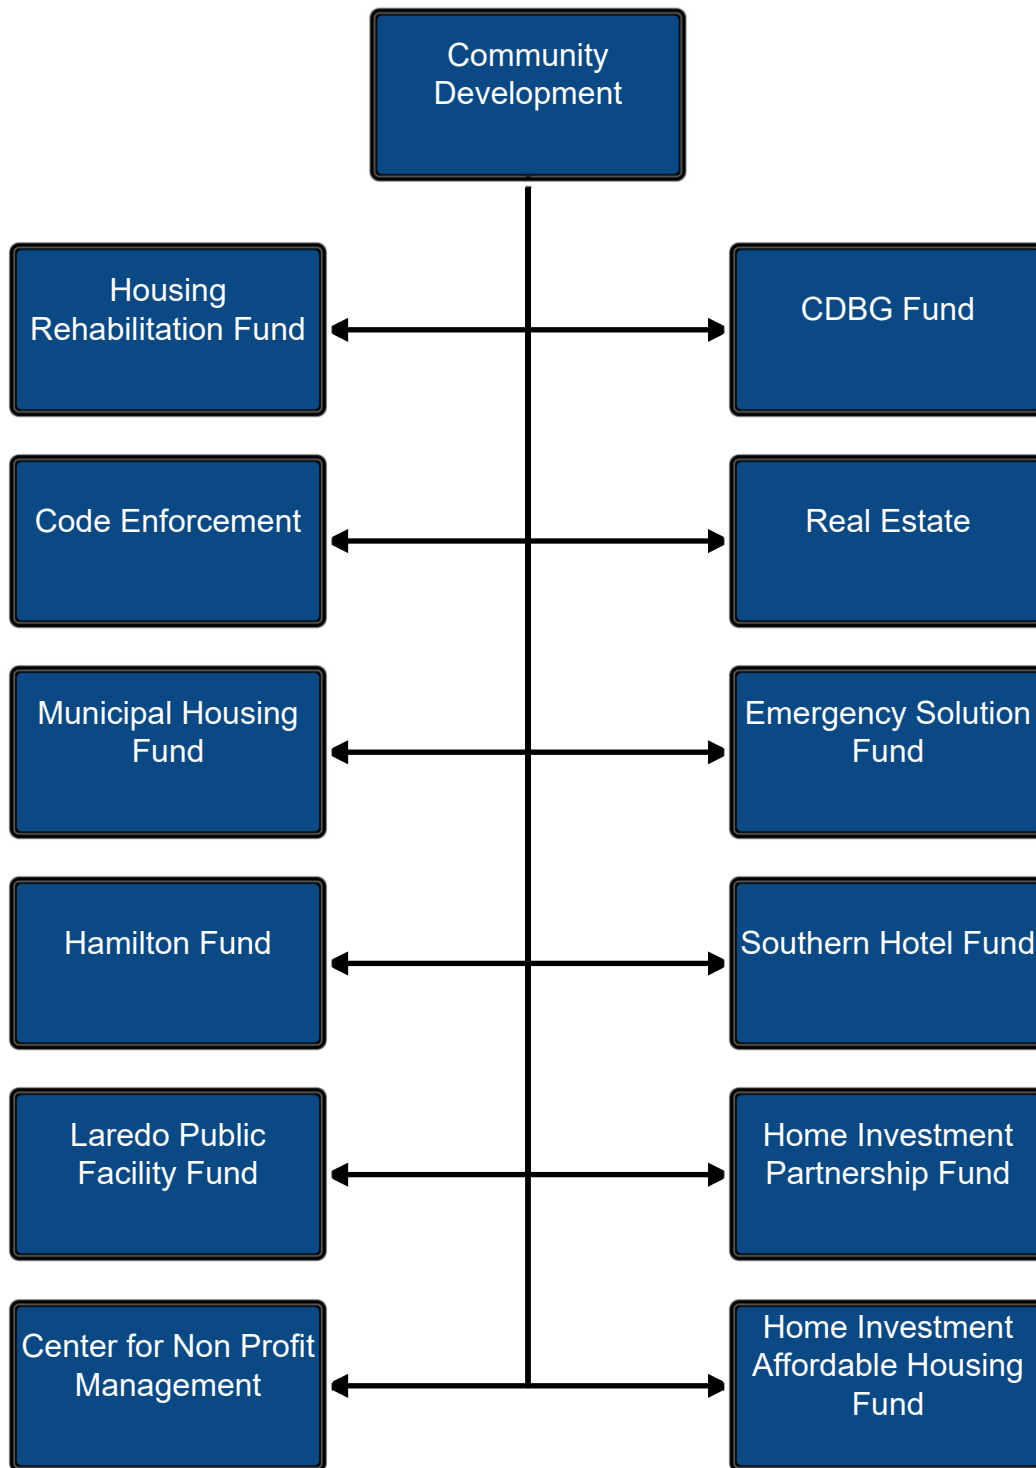 Community
Development
Housing
Rehabilitation Fund
CDBG Fund
Code Enforcement
Real Estate
Municipal Housing
Fund
Emergency Solution
Fund
Hamilton Fund
Southern Hotel Fund
Laredo Public
Facility Fund
Home Investment
Partnership Fund
Center for Non Profit
Management
Home Investment
Affordable Housing
Fund